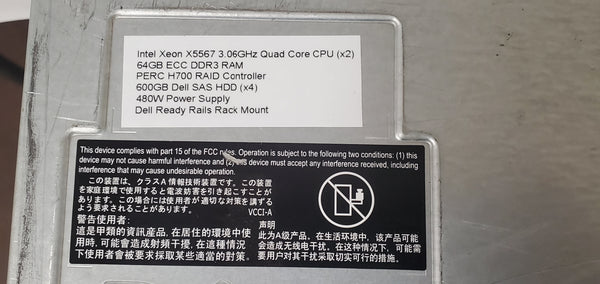 Intel Xeon X5567 3.06GHz Quad Core CPU (x2)
64GB ECC DDR3 RAM
PERC H700 RAID Controller
600GB Dell SAS HDD (x4)
480W Power Supply
Dell Ready Rails Rack Mount
This device complies with part 15 of the FCC rules. Operation is subject to the following two conditions: (1) this
device may not cause harmful interference and (2) this device must accept any interference received, including
interference that may cause undesirable operation.
この装置は、クラスA情報技術装置です。この装置
を家庭環境で使用すると電波妨害を引き起こすことが
あります。この場合には使用者が適切な対策を講ずる
よう要求されることがあります。
VCCI-A
警告使用者:
這是甲類的資訊產品，在居住的環境中使
用時，可能會造成射頻干擾，在這種情況
下使用者會被要求採取某些適當的對策。
声明
此为A级产品，在生活环境中，该产品可能
会造成无线电干扰。在这种情况下，可能需
要用户对其干扰采取切实可行的措施。